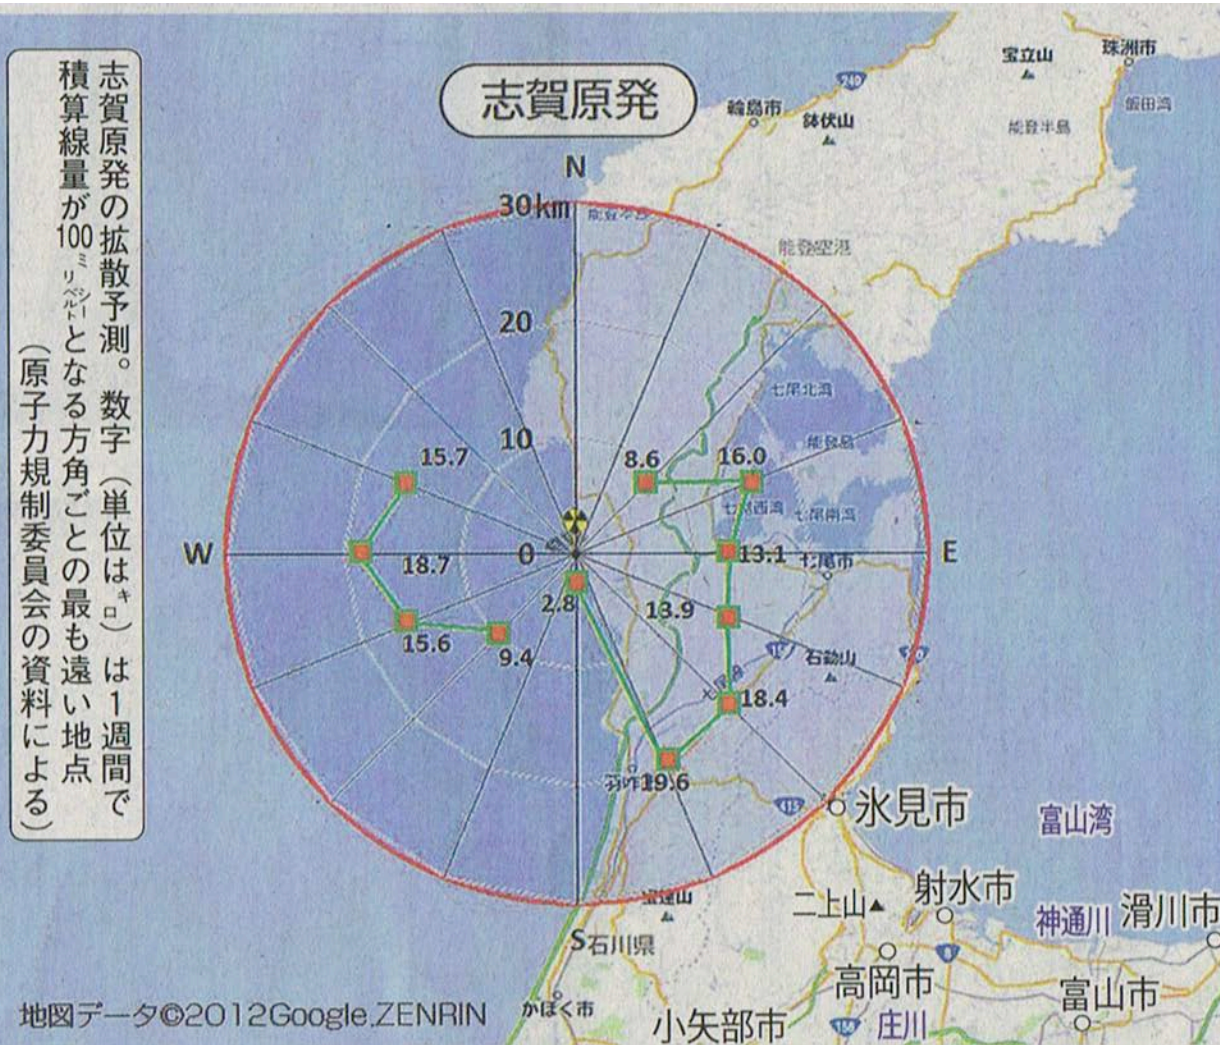 志賀原発の拡散予測。数字(単位はキロ)は1週間で
積算線量が100ミリシーベルトとなる方角ごとの最も遠い地点
(原子力規制委員会の資料による)
志賀原発
N
30km
20
10
0
W
E
S
宝立山
珠洲市
飯田湾
輪島市
鉢伏山
能登半島
249
能登空港
七尾北湾
能登島
七尾西湾
七尾南湾
七尾市
石動山
15.7
18.7
15.6
9.4
2.8
8.6
16.0
13.1
13.9
18.4
19.6
415
氷見市
富山湾
宝達山
二上山
射水市
神通川
滑川市
石川県
8
高岡市
富山市
かほく市
小矢部市
156
庄川
地図データ©2012Google,ZENRIN